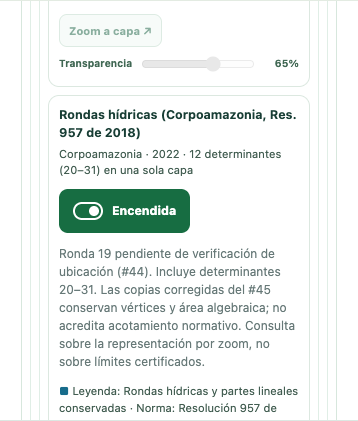 Zoom a capa ↗
Transparencia 65%
Rondas hídricas (Corpoamazonia, Res.
957 de 2018)
Corpoamazonia · 2022 · 12 determinantes
(20–31) en una sola capa
Encendida
Ronda 19 pendiente de verificación de
ubicación (#44). Incluye determinantes
20–31. Las copias corregidas del #45
conservan vértices y área algebraica; no
acredita acotamiento normativo. Consulta
sobre la representación por zoom, no
sobre límites certificados.
Leyenda: Rondas hídricas y partes lineales
conservadas · Norma: Resolución 957 de